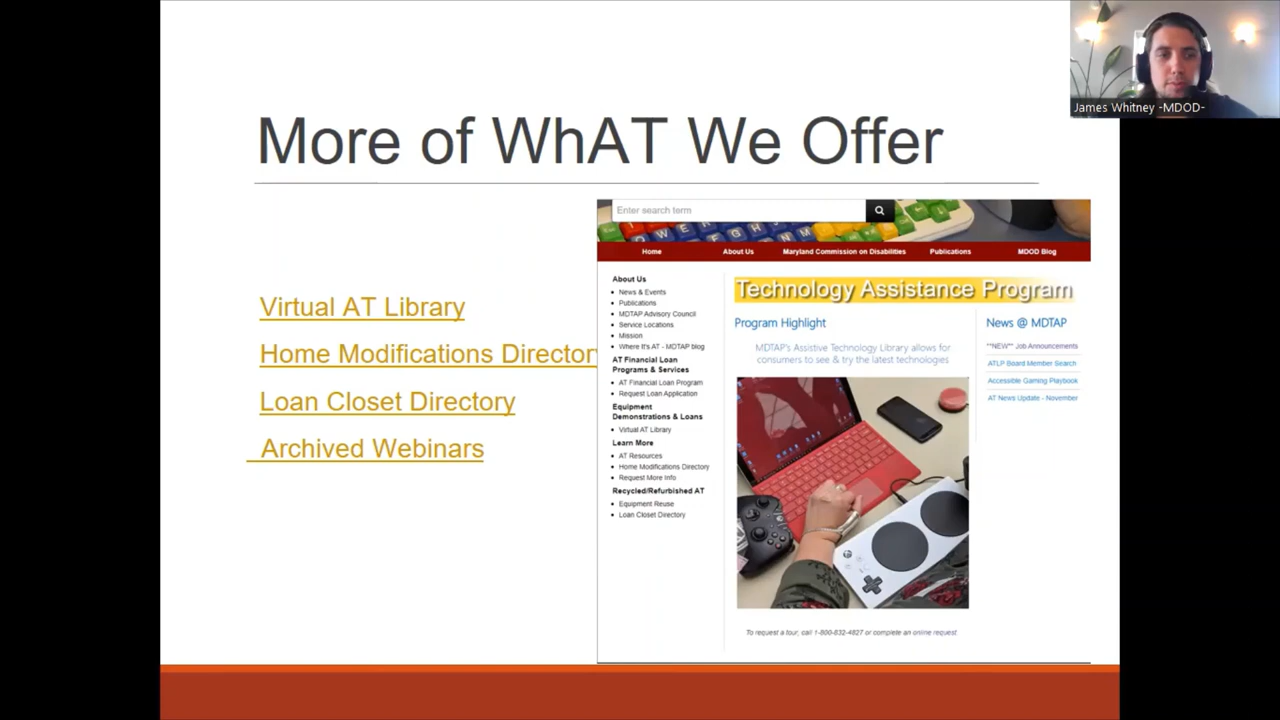 James Whitney -MDOD-
More of WhAT We Offer
Virtual AT Library
Home Modifications Directory
Loan Closet Directory
Archived Webinars
Enter search term
Home About Us Maryland Commission on Disabilities Publications MDOD Blog
About Us
News & Events
Publications
MDTAP Advisory Council
Service Locations
Mission
Where It's AT - MDTAP blog
AT Financial Loan
Programs & Services
AT Financial Loan Program
Request Loan Application
Equipment
Demonstrations & Loans
Virtual AT Library
Learn More
AT Resources
Home Modifications Directory
Request More Info
Recycled/Refurbished AT
Equipment Reuse
Loan Closet Directory
Technology Assistance Program
Program Highlight
MDTAP's Assistive Technology Library allows for
consumers to see & try the latest technologies
To request a tour, call 1-800-832-4827 or complete an online request.
News @ MDTAP
**NEW** Job Announcements
ATLP Board Member Search
Accessible Gaming Playbook
AT News Update - November